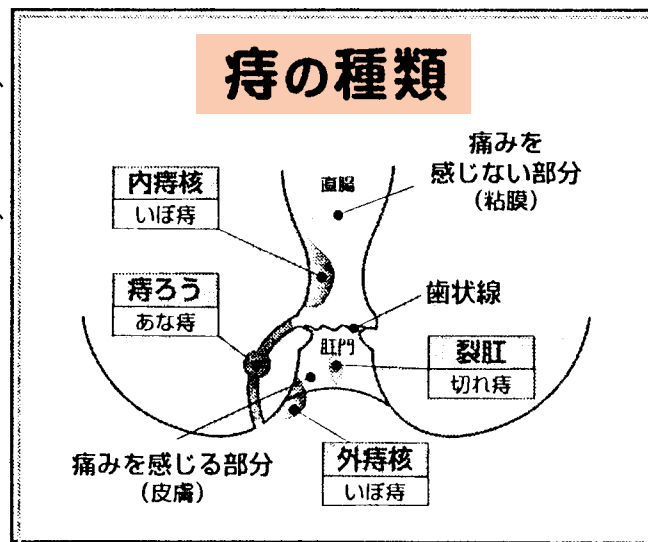 痔の種類
痛みを
感じない部分
(粘膜)
直腸
内痔核
いぼ痔
痔ろう
あな痔
歯状線
肛門
裂肛
切れ痔
痛みを感じる部分
(皮膚)
外痔核
いぼ痔